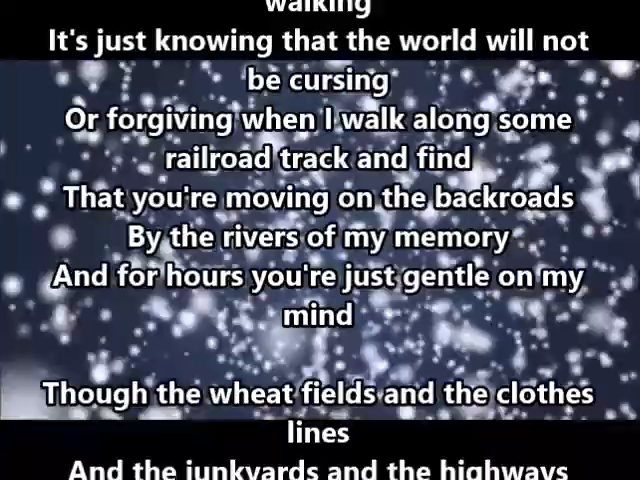 walking
It's just knowing that the world will not
be cursing
Or forgiving when I walk along some
railroad track and find
That you're moving on the backroads
By the rivers of my memory
And for hours you're just gentle on my
mind
Though the wheat fields and the clothes
lines
And the junkyards and the highways